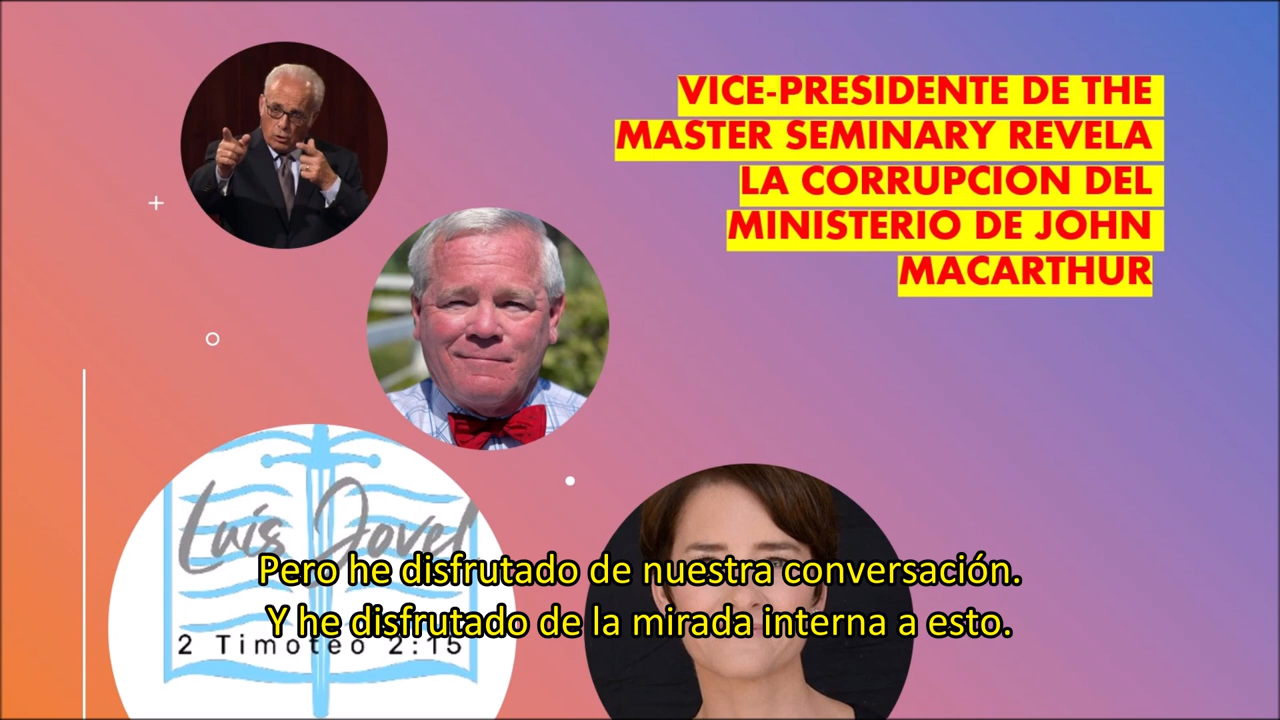 VICE-PRESIDENTE DE THE
MASTER SEMINARY REVELA
LA CORRUPCION DEL
MINISTERIO DE JOHN
MACARTHUR
Luis Jovel
Pero he disfrutado de nuestra conversación.
Y he disfrutado de la mirada interna a esto.
2 Timoteo 2:15